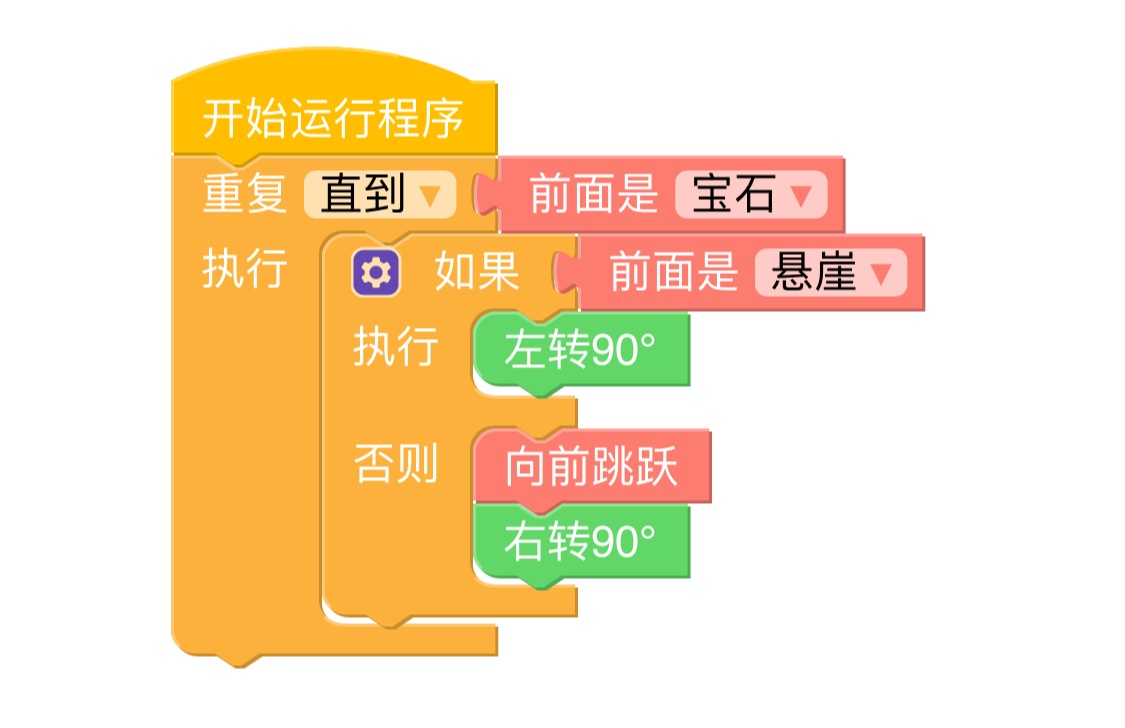 开始运行程序
重复 直到 前面是 宝石
执行 如果 前面是 悬崖
执行 左转90°
否则 向前跳跃
右转90°